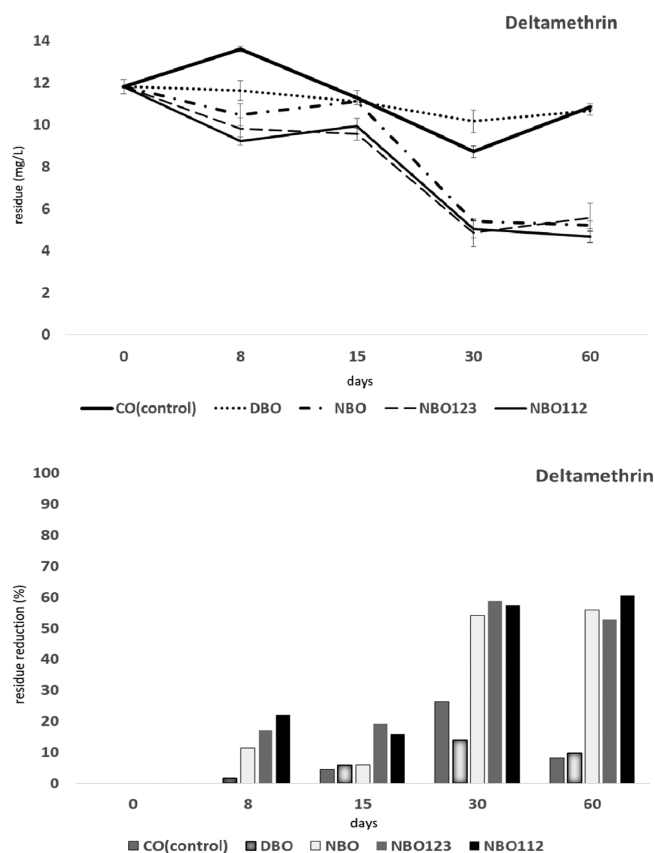 Deltamethrin
14
12
10
8
6
4
2
0
residue (mg/L)
0 8 15 30 60
days
CO(control) DBO NBO NBO123 NBO112
Deltamethrin
100
90
80
70
60
50
40
30
20
10
0
residue reduction (%)
0 8 15 30 60
days
CO(control) DBO NBO NBO123 NBO112